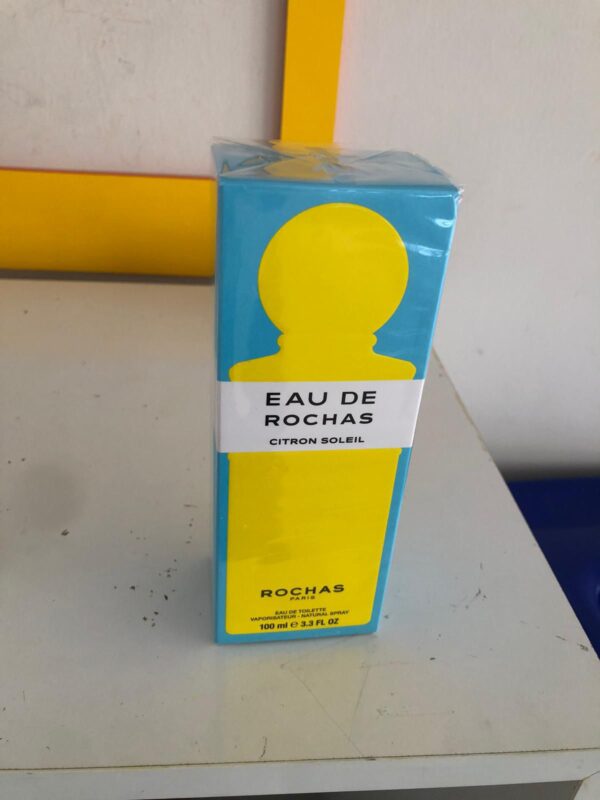 EAU DE
ROCHAS
CITRON SOLEIL
ROCHAS
PARIS
EAU DE TOILETTE
VAPORISATEUR - NATURAL SPRAY
100 ml ℮ 3.3 FL OZ